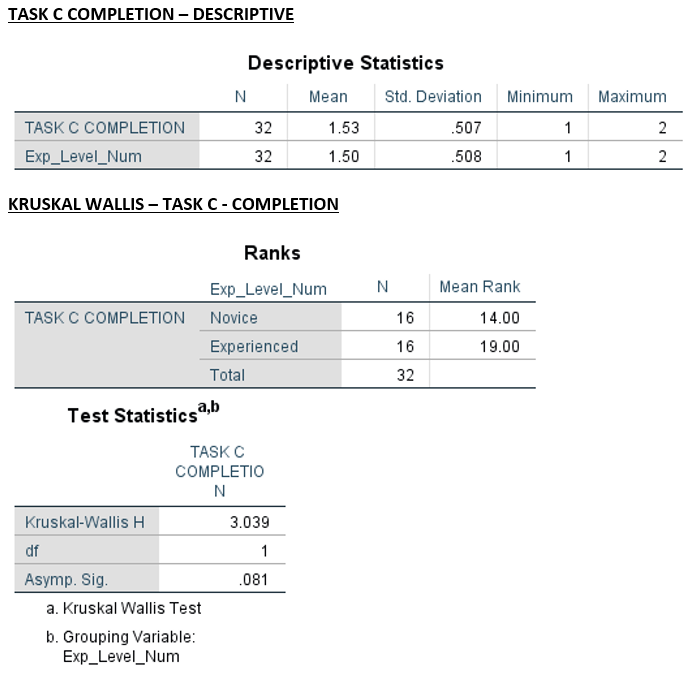 TASK C COMPLETION – DESCRIPTIVE
Descriptive Statistics
N Mean Std. Deviation Minimum Maximum
TASK C COMPLETION 32 1.53 .507 1 2
Exp_Level_Num 32 1.50 .508 1 2
KRUSKAL WALLIS – TASK C - COMPLETION
Ranks
Exp_Level_Num N Mean Rank
TASK C COMPLETION Novice 16 14.00
Experienced 16 19.00
Total 32
Test Statistics a,b
TASK C
COMPLETIO
N
Kruskal-Wallis H 3.039
df 1
Asymp. Sig. .081
a. Kruskal Wallis Test
b. Grouping Variable:
Exp_Level_Num